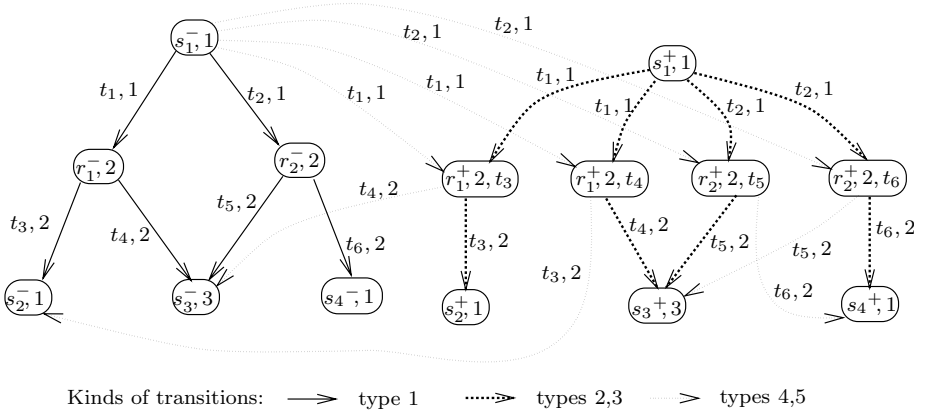 t₂, 1
t₂, 1
s₁⁻, 1
s₁⁺, 1
t₁, 1
t₂, 1
t₁, 1
t₁, 1
t₁, 1
t₁, 1
t₂, 1
t₂, 1
r₁⁻, 2
r₂⁻, 2
r₁⁺, 2, t₃
r₁⁺, 2, t₄
r₂⁺, 2, t₅
r₂⁺, 2, t₆
t₃, 2
t₄, 2
t₅, 2
t₆, 2
t₄, 2
t₃, 2
t₃, 2
t₄, 2
t₅, 2
t₆, 2
t₅, 2
t₆, 2
s₂⁻, 1
s₃⁻, 3
s₄⁻, 1
s₂⁺, 1
s₃⁺, 3
s₄⁺, 1
Kinds of transitions: type 1 types 2,3 types 4,5